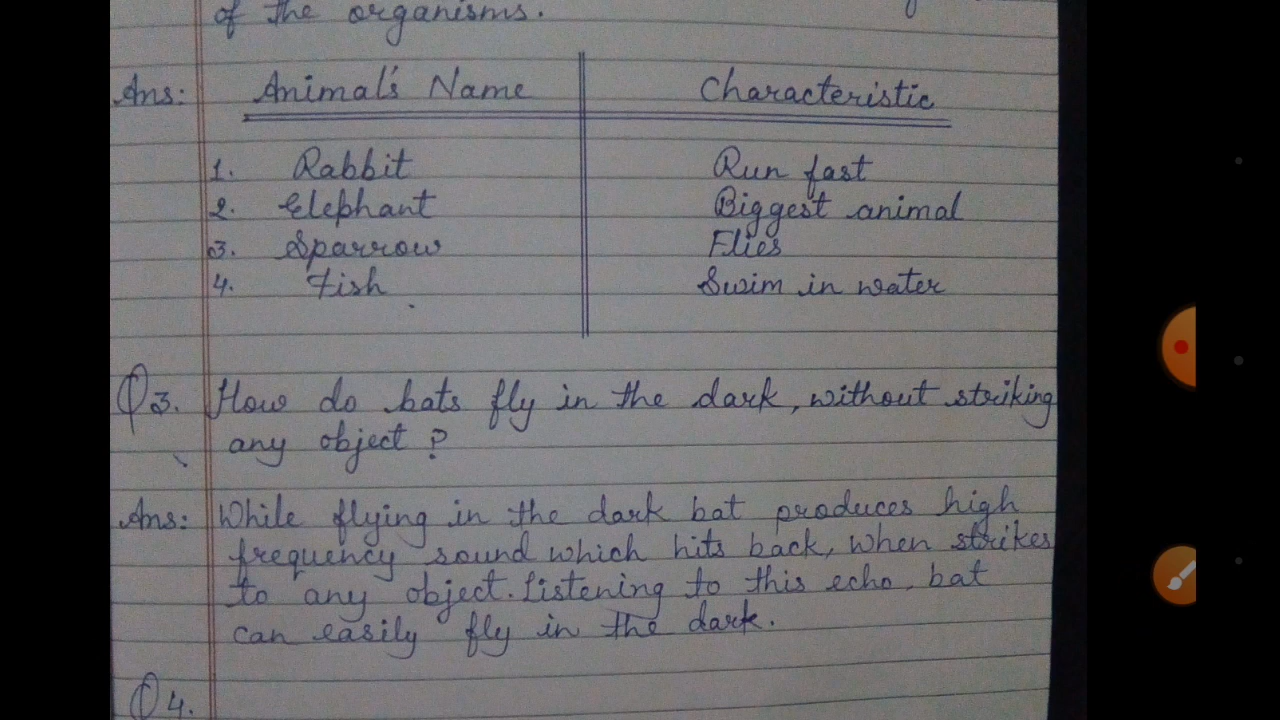 of the organisms.
Ans: Animal's Name Characteristic
1. Rabbit Run fast
2. Elephant Biggest animal
3. Sparrow Flies
4. Fish Swim in water
Q3. How do bats fly in the dark, without striking
any object?
Ans: While flying in the dark bat produces high
frequency sound which hits back, when strikes
to any object. Listening to this echo, bat
can easily fly in the dark.
Q4.